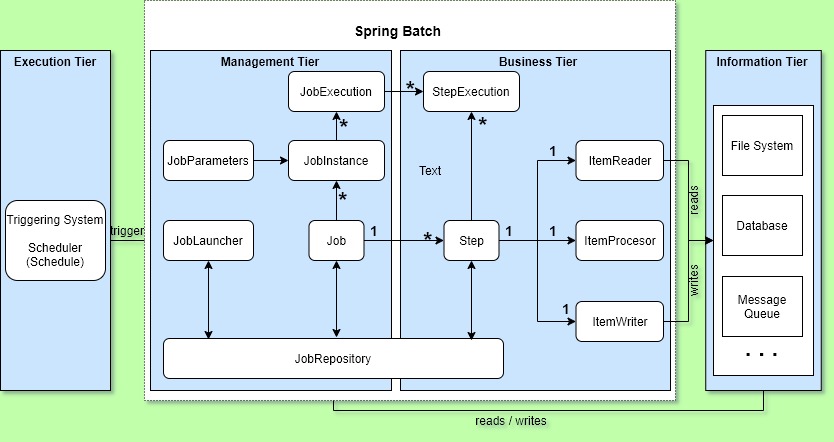 Spring Batch
Execution Tier
Management Tier
Business Tier
Information Tier
JobExecution
*
StepExecution
*
*
JobParameters
JobInstance
Text
1
ItemReader
File System
*
reads
Triggering System
Scheduler
(Schedule)
trigger
JobLauncher
Job
1
*
Step
1
1
ItemProcesor
Database
writes
1
ItemWriter
Message
Queue
. . .
JobRepository
reads / writes